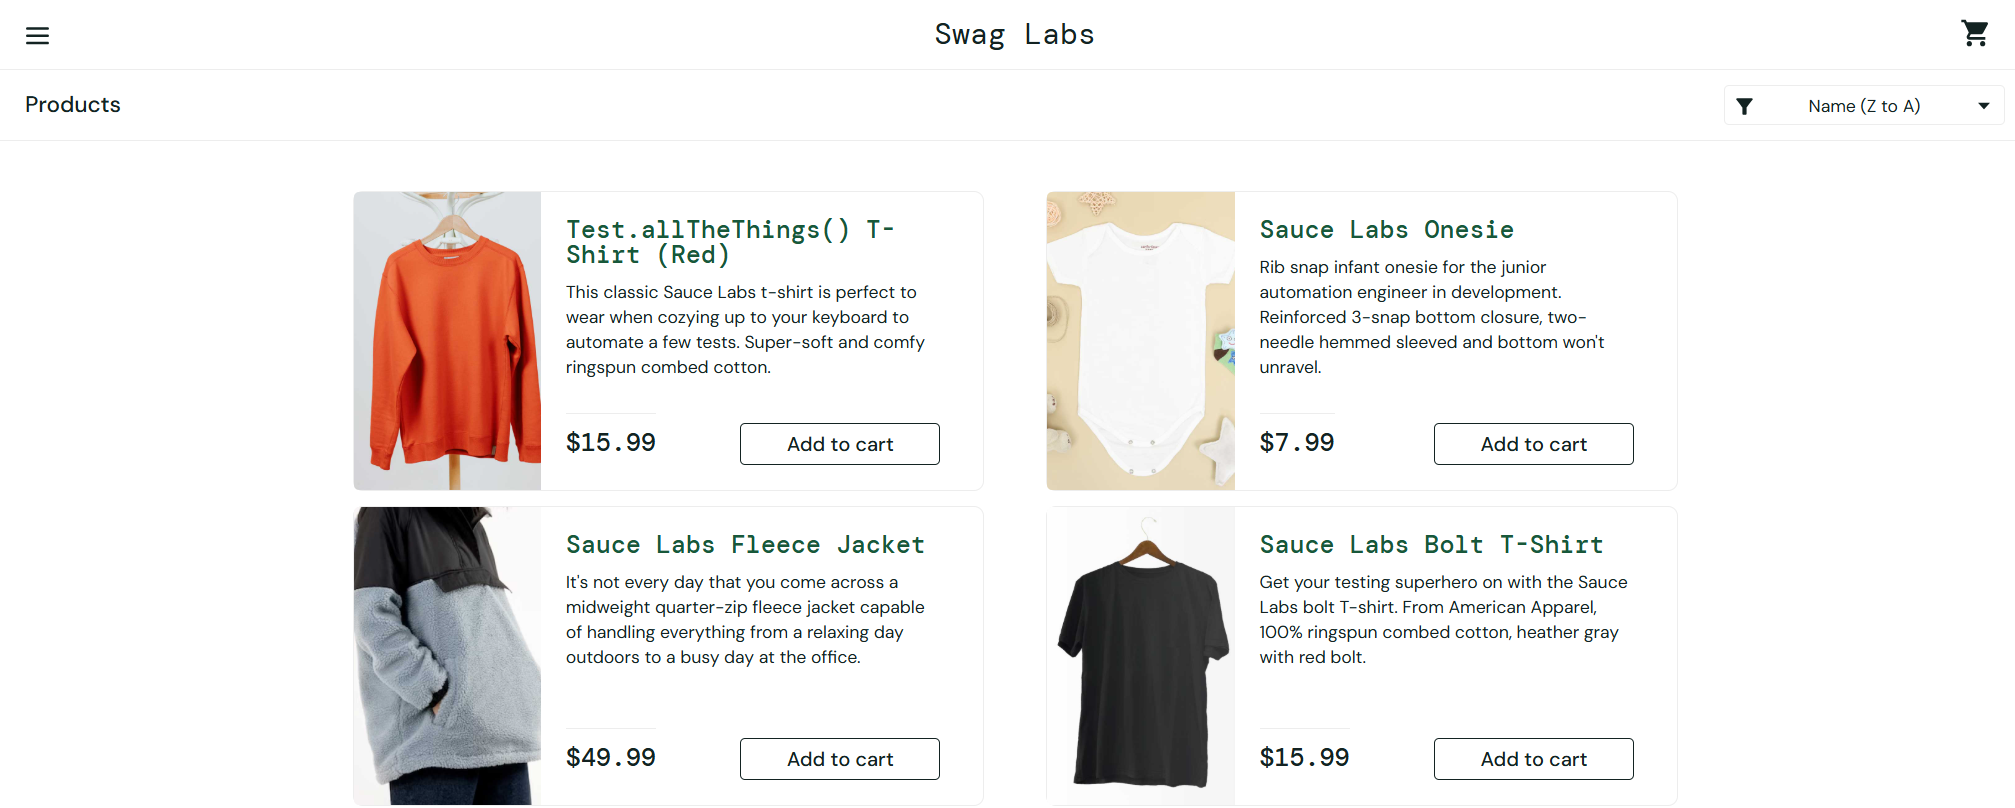 Swag Labs
Products
Name (Z to A)
Test.allTheThings() T-
Shirt (Red)
This classic Sauce Labs t-shirt is perfect to
wear when cozying up to your keyboard to
automate a few tests. Super-soft and comfy
ringspun combed cotton.
$15.99
Add to cart
Sauce Labs Onesie
Rib snap infant onesie for the junior
automation engineer in development.
Reinforced 3-snap bottom closure, two-
needle hemmed sleeved and bottom won't
unravel.
$7.99
Add to cart
Sauce Labs Fleece Jacket
It's not every day that you come across a
midweight quarter-zip fleece jacket capable
of handling everything from a relaxing day
outdoors to a busy day at the office.
$49.99
Add to cart
Sauce Labs Bolt T-Shirt
Get your testing superhero on with the Sauce
Labs bolt T-shirt. From American Apparel,
100% ringspun combed cotton, heather gray
with red bolt.
$15.99
Add to cart